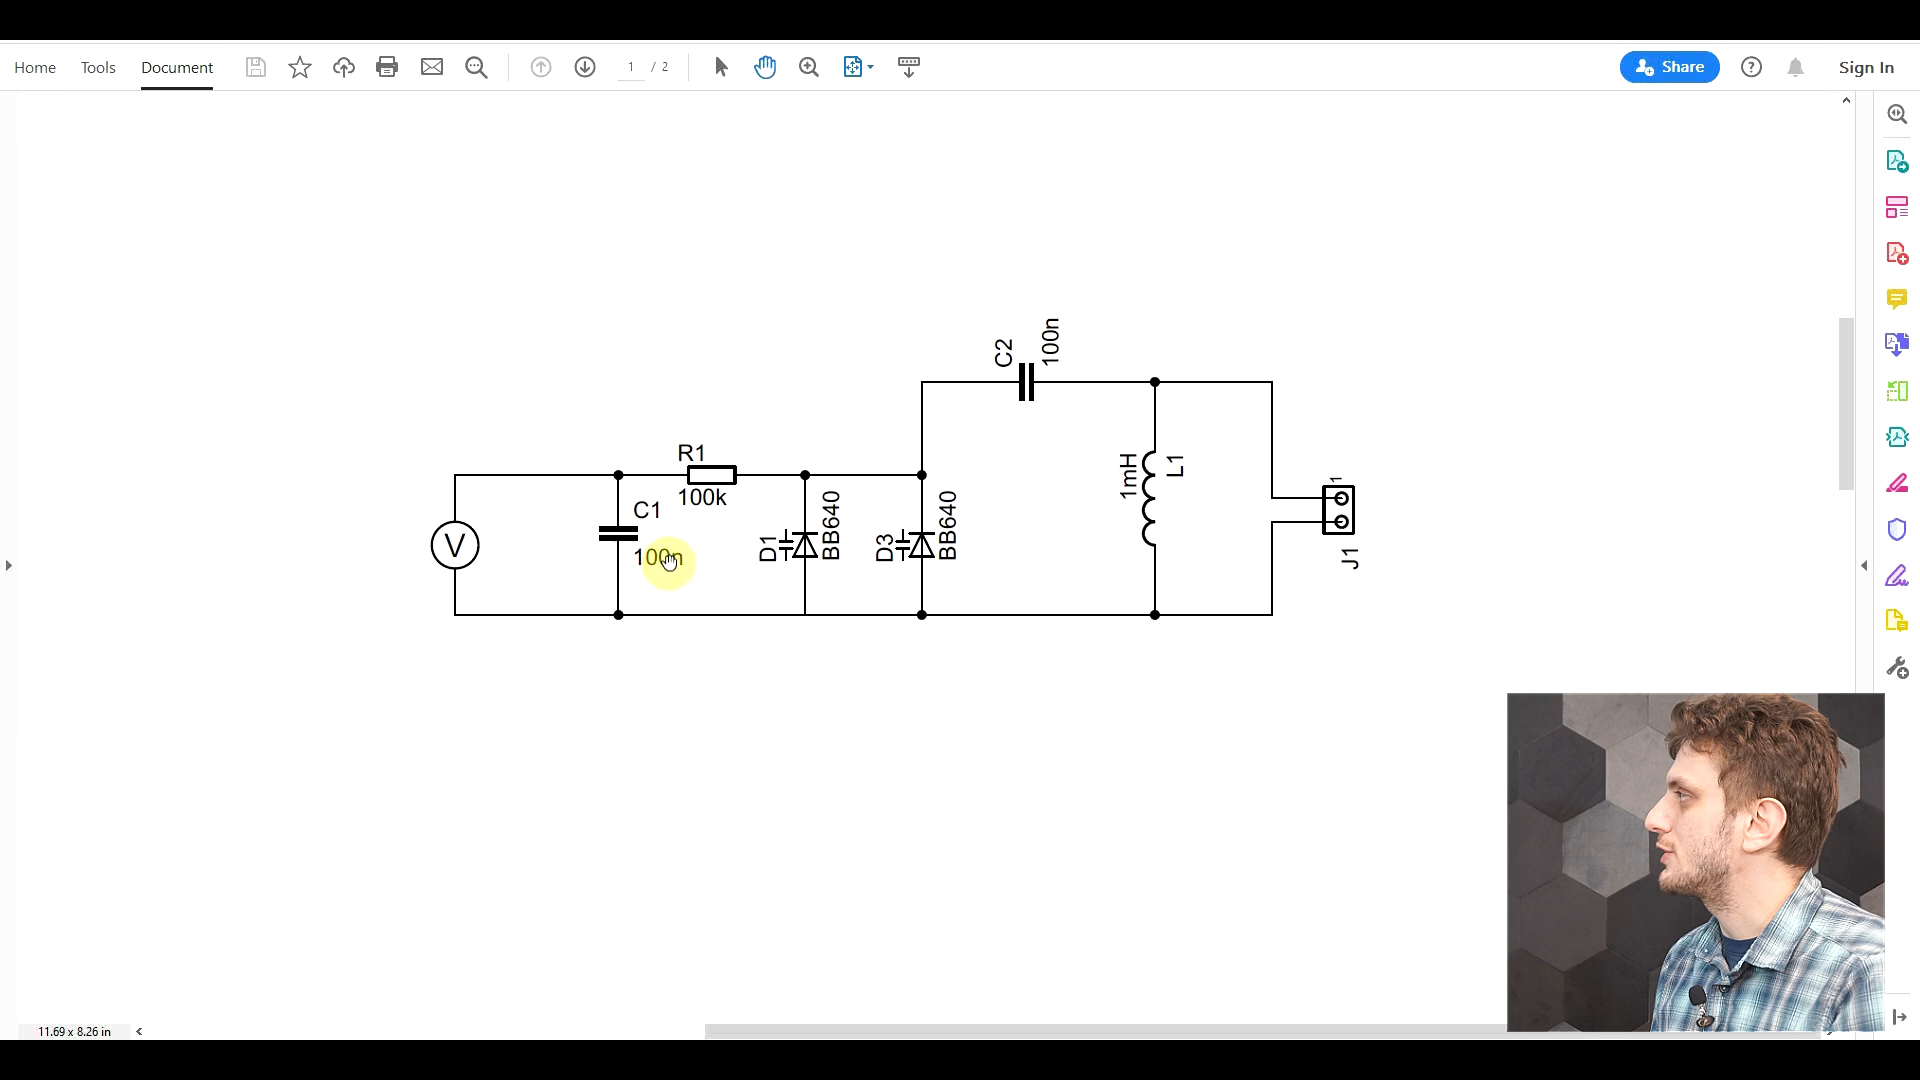 Home Tools Document 1 / 2 Share ? Sign In
C2
100n
R1
100k
C1
100n
V
D1
BB640
D3
BB640
1mH
L1
1
J1
11.69 x 8.26 in